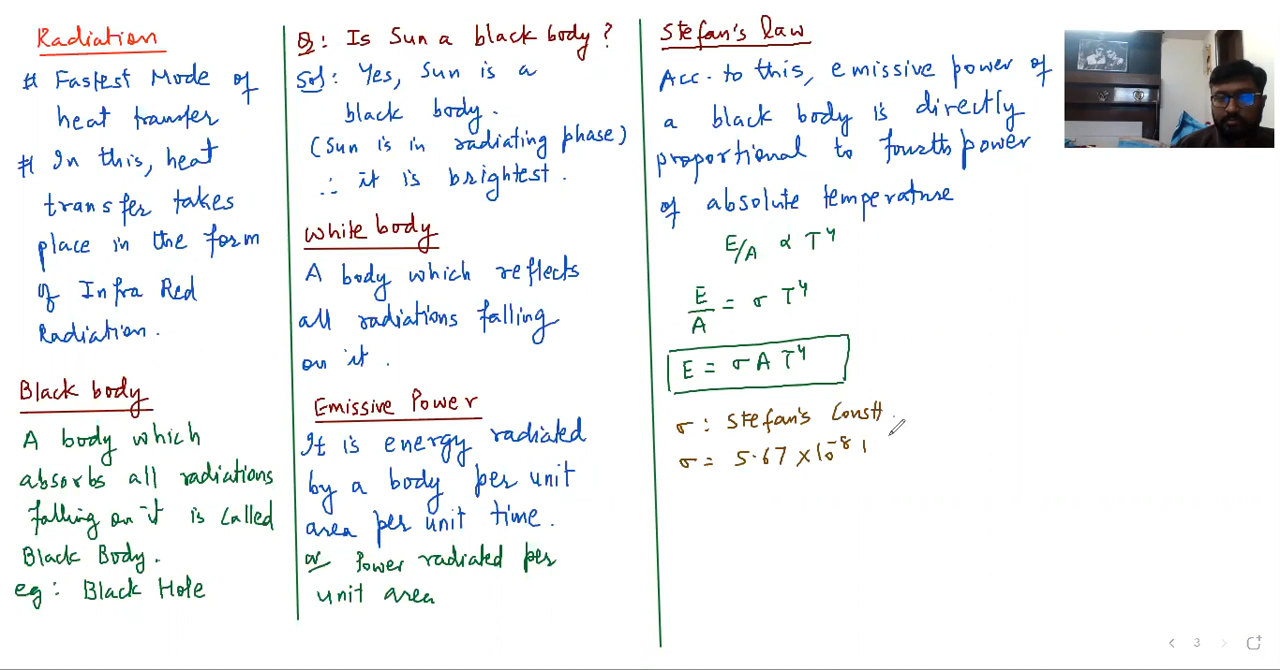 Radiation
# Fastest Mode of
heat transfer
# In this, heat
transfer takes
place in the form
of Infra Red
Radiation.
Black body
A body which
absorbs all radiations
falling on it is called
Black Body.
eg: Black Hole
Q: Is Sun a black body?
Sol: Yes, Sun is a
black body.
(Sun is in radiating phase)
∴ it is brightest.
White body
A body which reflects
all radiations falling
on it.
Emissive Power
It is energy radiated
by a body per unit
area per unit time.
or Power radiated per
unit area
Stefan's law
Acc. to this, emissive power of
a black body is directly
proportional to fourth power
of absolute temperature
E/A ∝ T⁴
E/A = σ T⁴
E = σ A T⁴
σ: Stefan's Constt.
σ = 5.67 × 10⁻⁸
3